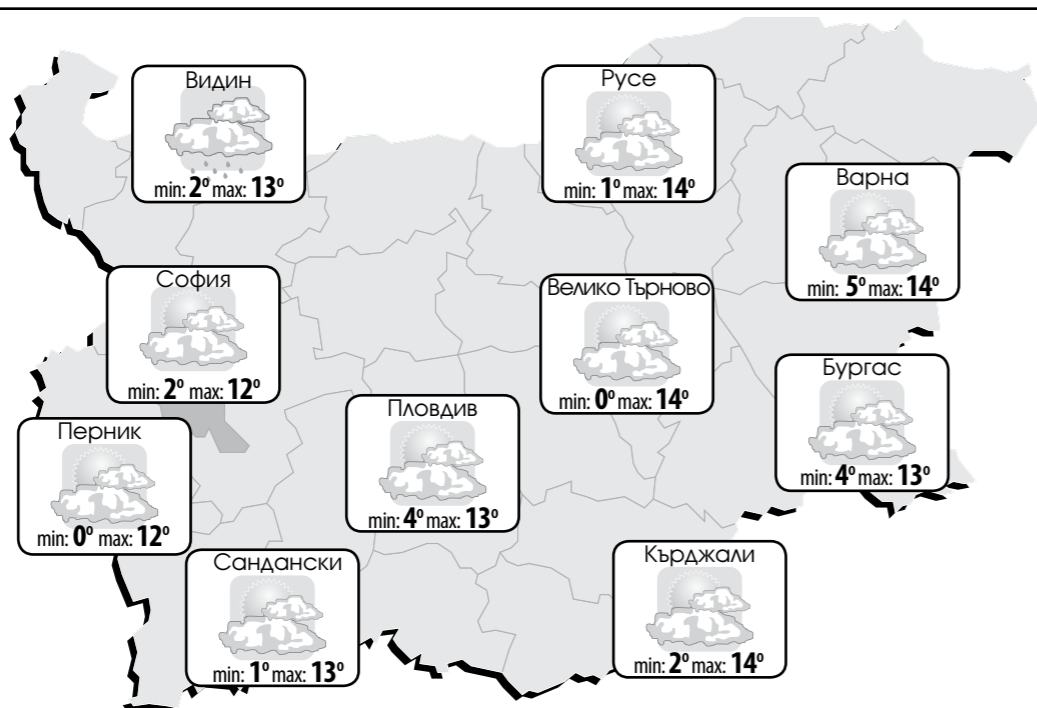 Видин
min: 2° max: 13°
Русе
min: 1° max: 14°
Варна
min: 5° max: 14°
София
min: 2° max: 12°
Велико Търново
min: 0° max: 14°
Бургас
min: 4° max: 13°
Пловдив
min: 4° max: 13°
Перник
min: 0° max: 12°
Сандански
min: 1° max: 13°
Кърджали
min: 2° max: 14°